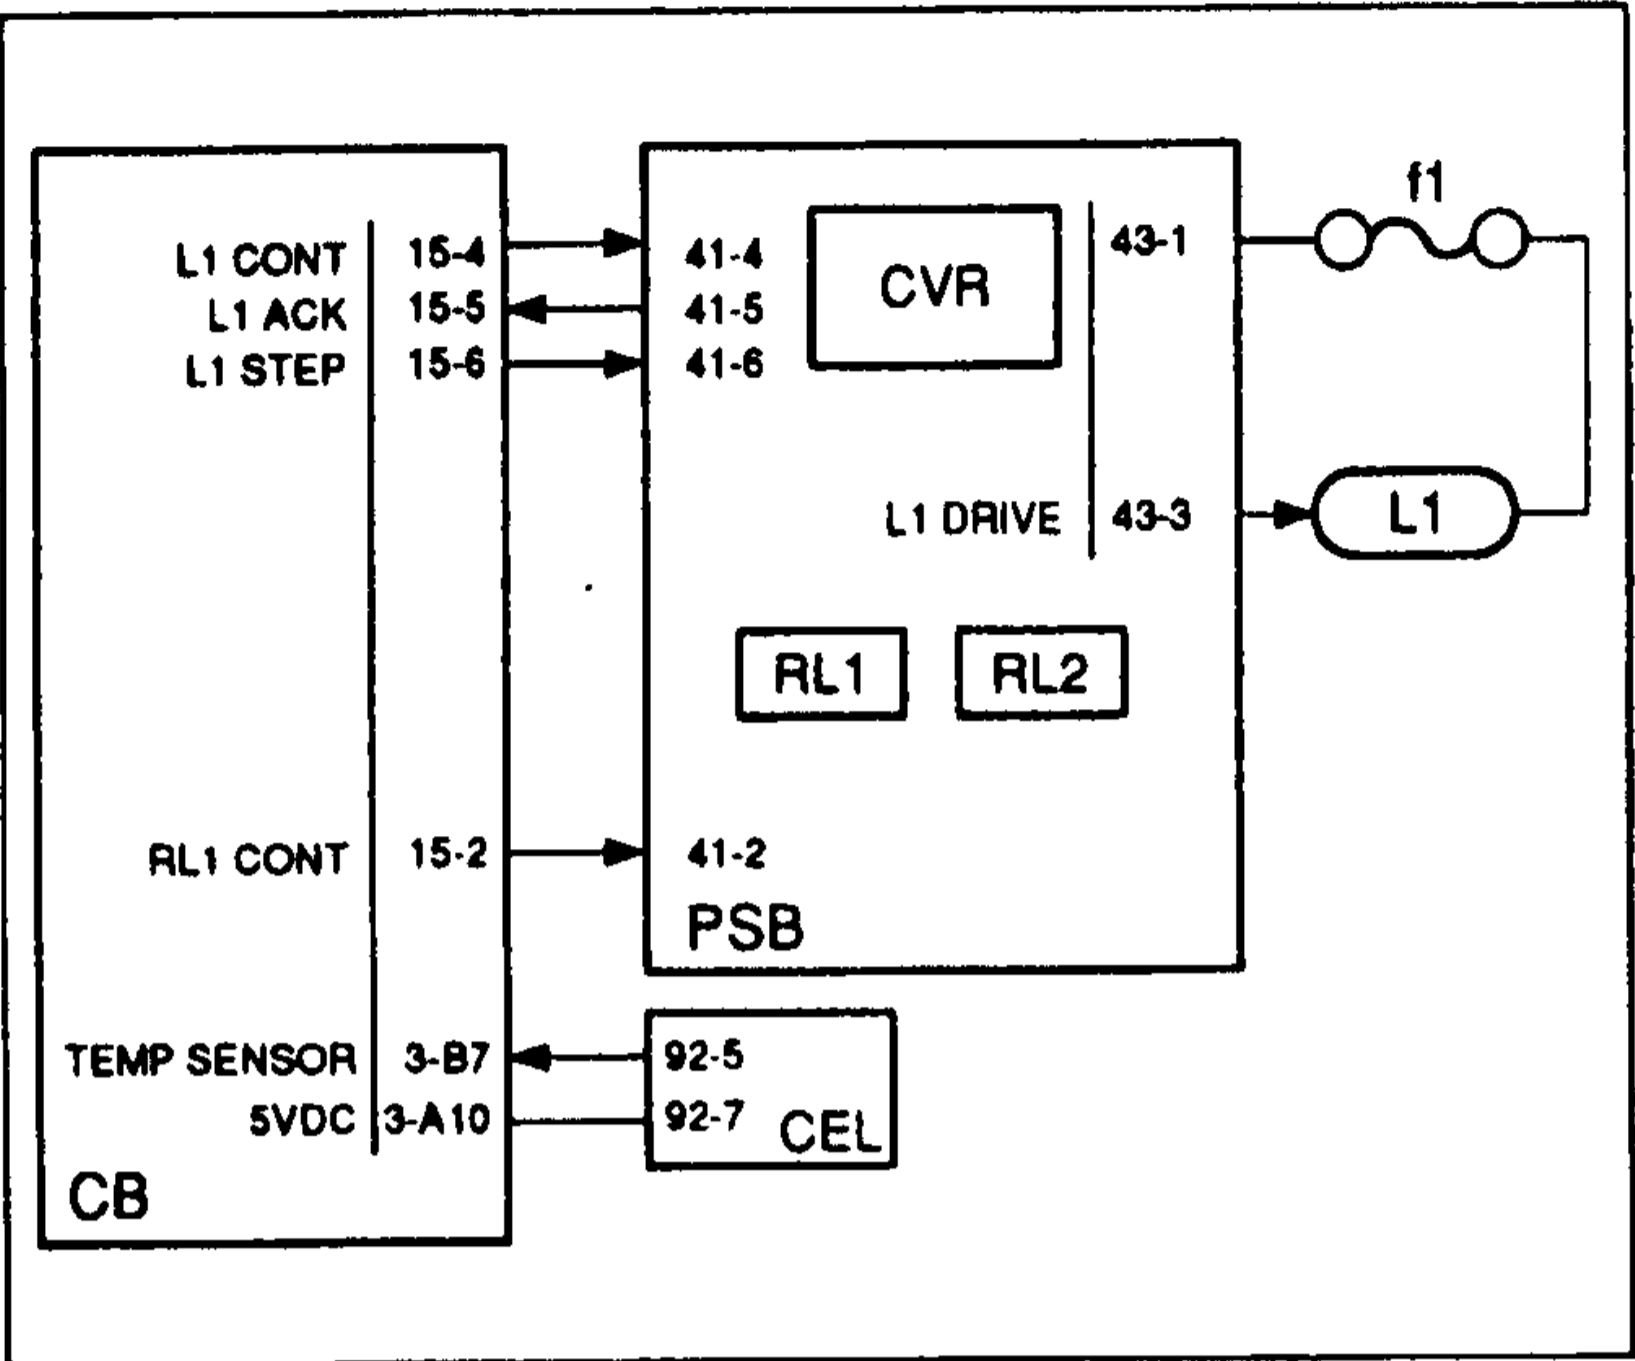 f1
L1 CONT 15-4 41-4 CVR 43-1
L1 ACK 15-5 41-5
L1 STEP 15-6 41-6
L1 DRIVE 43-3 L1
RL1 RL2
RL1 CONT 15-2 41-2
PSB
TEMP SENSOR 3-B7 92-5
5VDC 3-A10 92-7 CEL
CB